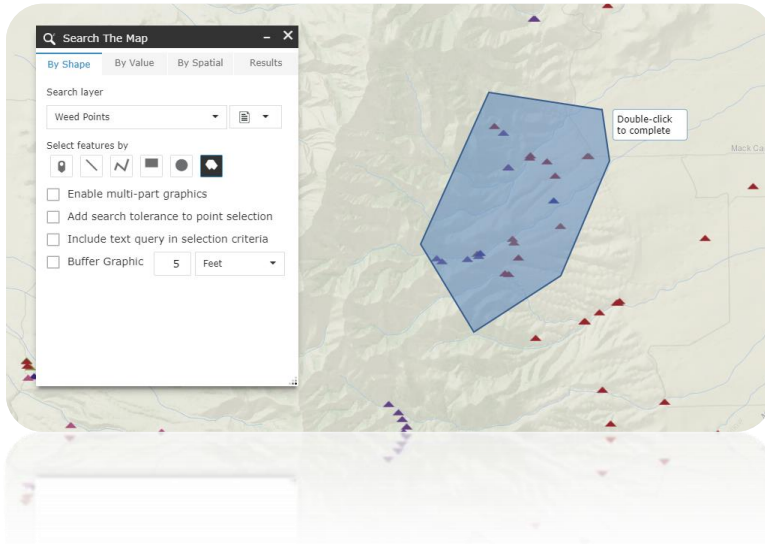 Search The Map
By Shape By Value By Spatial Results
Search layer
Weed Points
Select features by
Enable multi-part graphics
Add search tolerance to point selection
Include text query in selection criteria
Buffer Graphic 5 Feet
Double-click
to complete
Mack Ca